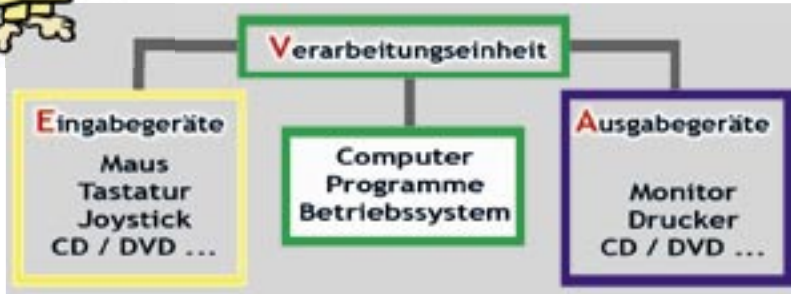 Verarbeitungseinheit
Eingabegeräte
Maus
Tastatur
Joystick
CD / DVD ...
Computer
Programme
Betriebssystem
Ausgabegeräte
Monitor
Drucker
CD / DVD ...